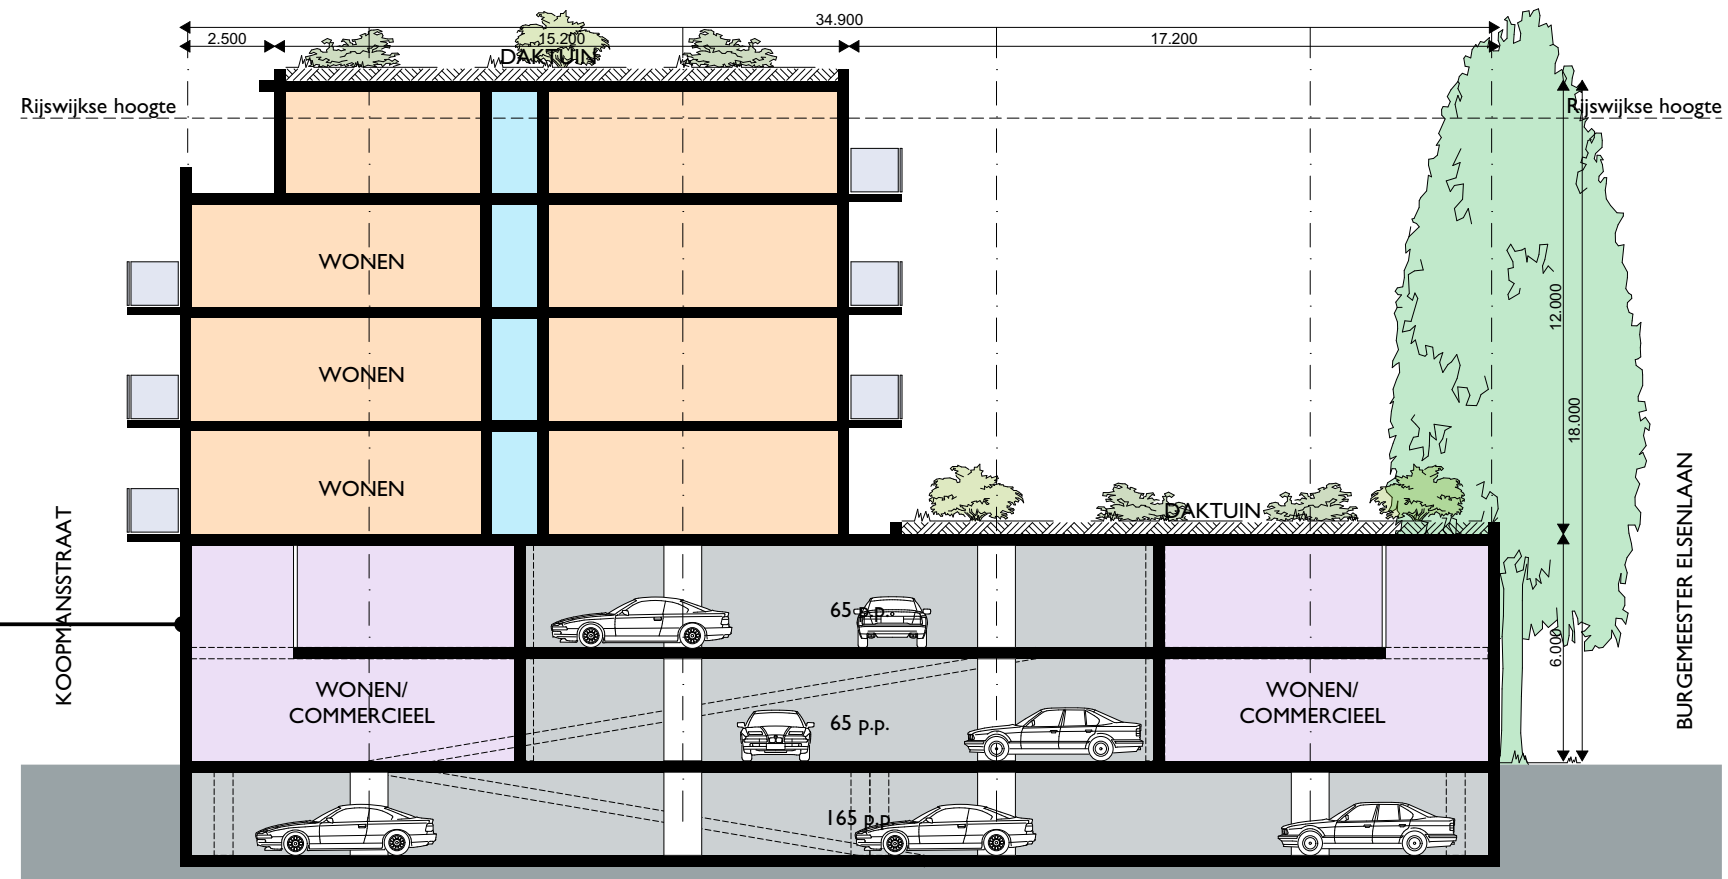 34.900
2.500
15.200
17.200
DAKTUIN
Rijswijkse hoogte
Rijswijkse hoogte
WONEN
12.000
WONEN
18.000
WONEN
DAKTUIN
KOOPMANSSTRAAT
BURGEMEESTER ELSENLAAN
65 p.p.
6.000
WONEN/
COMMERCIEEL
65 p.p.
WONEN/
COMMERCIEEL
165 p.p.